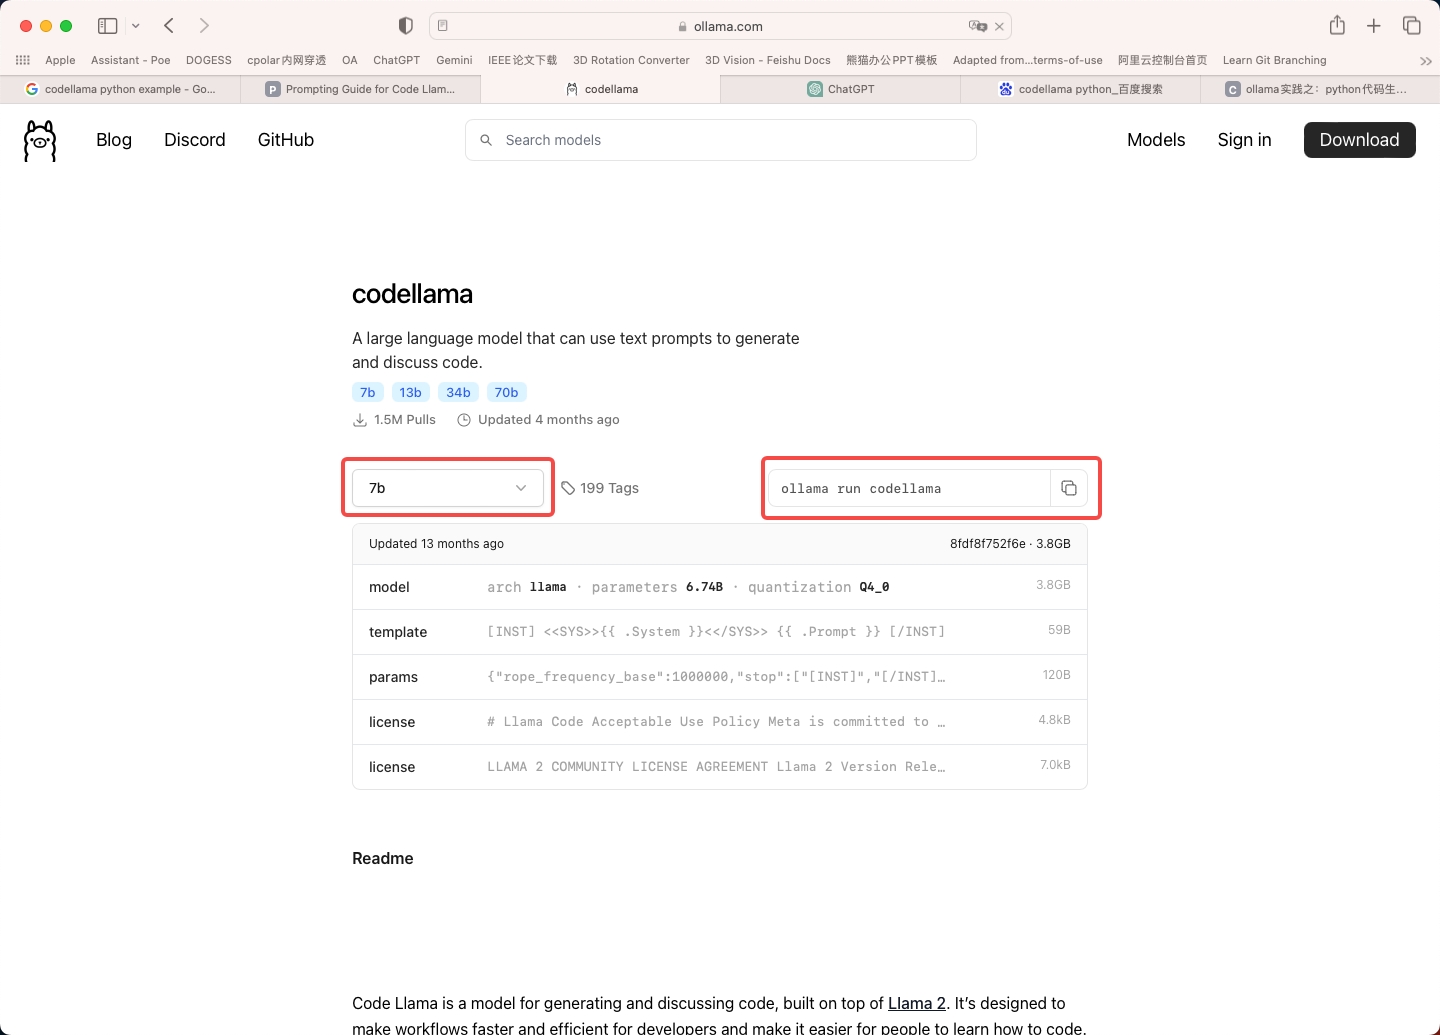 ollama.com
Apple Assistant - Poe DOGESS cpolar内网穿透 OA ChatGPT Gemini IEEE论文下载 3D Rotation Converter 3D Vision - Feishu Docs 熊猫办公PPT模板 Adapted from...terms-of-use 阿里云控制台首页 Learn Git Branching
codellama python example - Go... Prompting Guide for Code Llam... codellama ChatGPT codellama python_百度搜索 ollama实践之：python代码生...
Blog Discord GitHub Search models Models Sign in Download
codellama
A large language model that can use text prompts to generate
and discuss code.
7b 13b 34b 70b
1.5M Pulls Updated 4 months ago
7b 199 Tags ollama run codellama
Updated 13 months ago 8fdf8f752f6e · 3.8GB
model arch llama · parameters 6.74B · quantization Q4_0 3.8GB
template [INST] <<SYS>>{{ .System }}<</SYS>> {{ .Prompt }} [/INST] 59B
params {"rope_frequency_base":1000000,"stop":["[INST]","[/INST]… 120B
license # Llama Code Acceptable Use Policy Meta is committed to … 4.8kB
license LLAMA 2 COMMUNITY LICENSE AGREEMENT Llama 2 Version Rele… 7.0kB
Readme
Code Llama is a model for generating and discussing code, built on top of Llama 2. It’s designed to
make workflows faster and efficient for developers and make it easier for people to learn how to code.